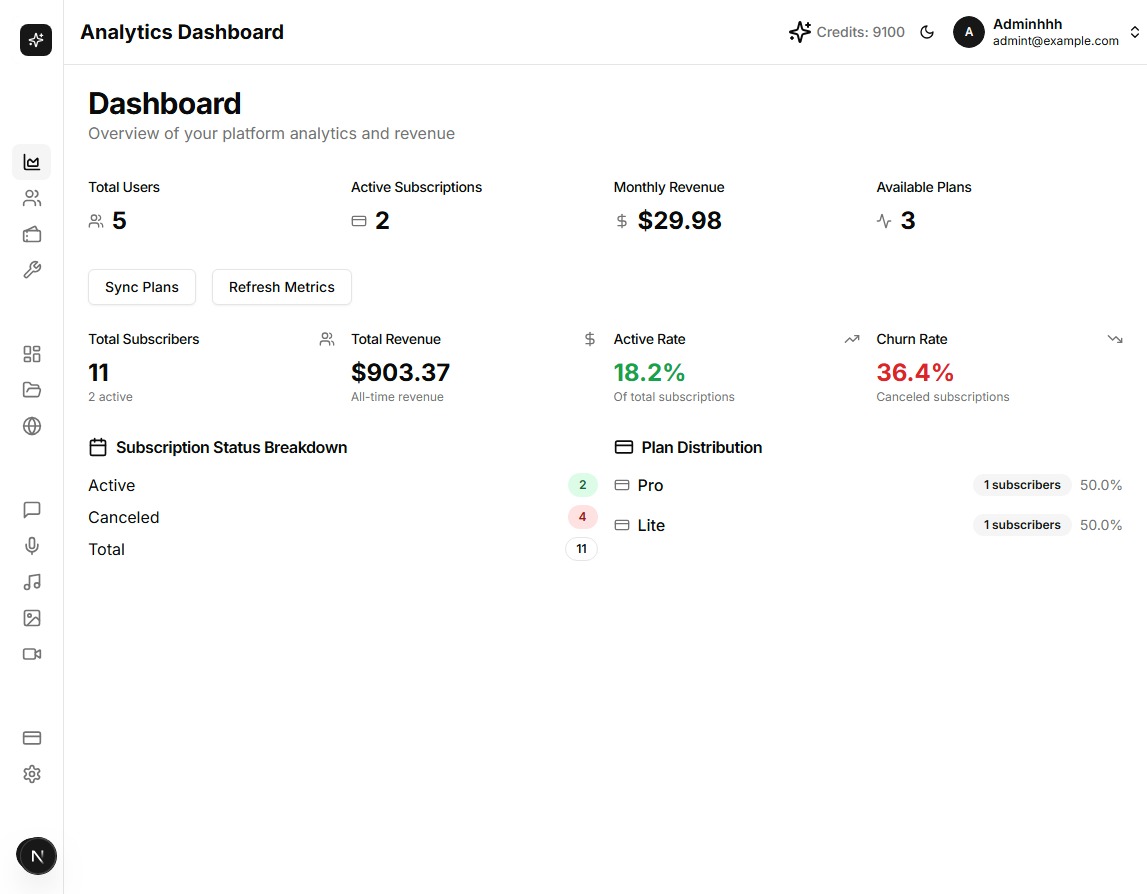 Analytics Dashboard
Credits: 9100
A
Adminhhh
admint@example.com
Dashboard
Overview of your platform analytics and revenue
Total Users
5
Active Subscriptions
2
Monthly Revenue
$29.98
Available Plans
3
Sync Plans
Refresh Metrics
Total Subscribers
11
2 active
Total Revenue
$903.37
All-time revenue
Active Rate
18.2%
Of total subscriptions
Churn Rate
36.4%
Canceled subscriptions
Subscription Status Breakdown
Active 2
Canceled 4
Total 11
Plan Distribution
Pro 1 subscribers 50.0%
Lite 1 subscribers 50.0%
N